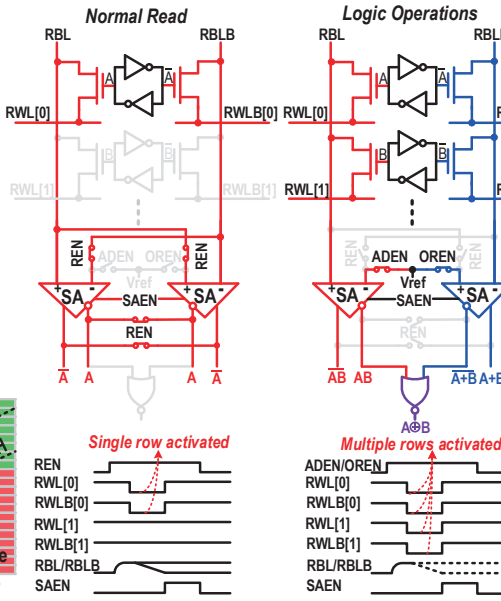 Normal Read
RBL RBLB
A A̅
RWL[0] RWLB[0]
B B̅
RWL[1] RWLB[1]
REN ADEN OREN REN
Vref
+ SA - SAEN + SA -
REN
A̅ A A A̅
Single row activated
REN
RWL[0]
RWLB[0]
RWL[1]
RWLB[1]
RBL/RBLB
SAEN
Logic Operations
RBL RBL
A A̅
RWL[0]
B B̅
RWL[1]
REN ADEN OREN REN
Vref
+ SA - SAEN + SA -
REN
A̅B̅ AB A̅+̅B̅ A+B
A⊕B
Multiple rows activated
ADEN/OREN
RWL[0]
RWLB[0]
RWL[1]
RWLB[1]
RBL/RBLB
SAEN